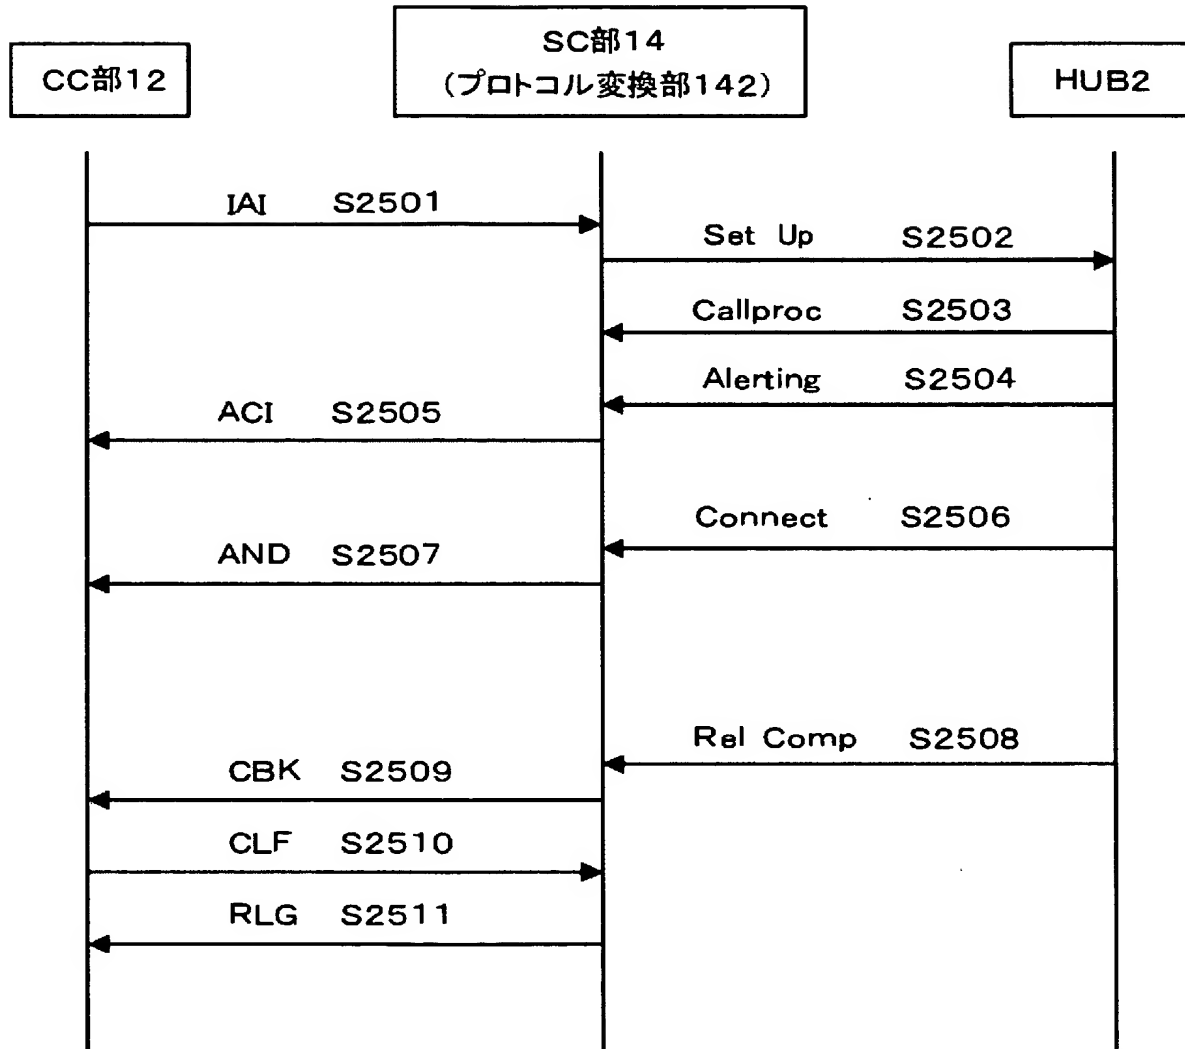 CC部12
SC部14
(プロトコル変換部142)
HUB2
IAI S2501
Set Up S2502
Callproc S2503
Alerting S2504
ACI S2505
Connect S2506
AND S2507
Rel Comp S2508
CBK S2509
CLF S2510
RLG S2511